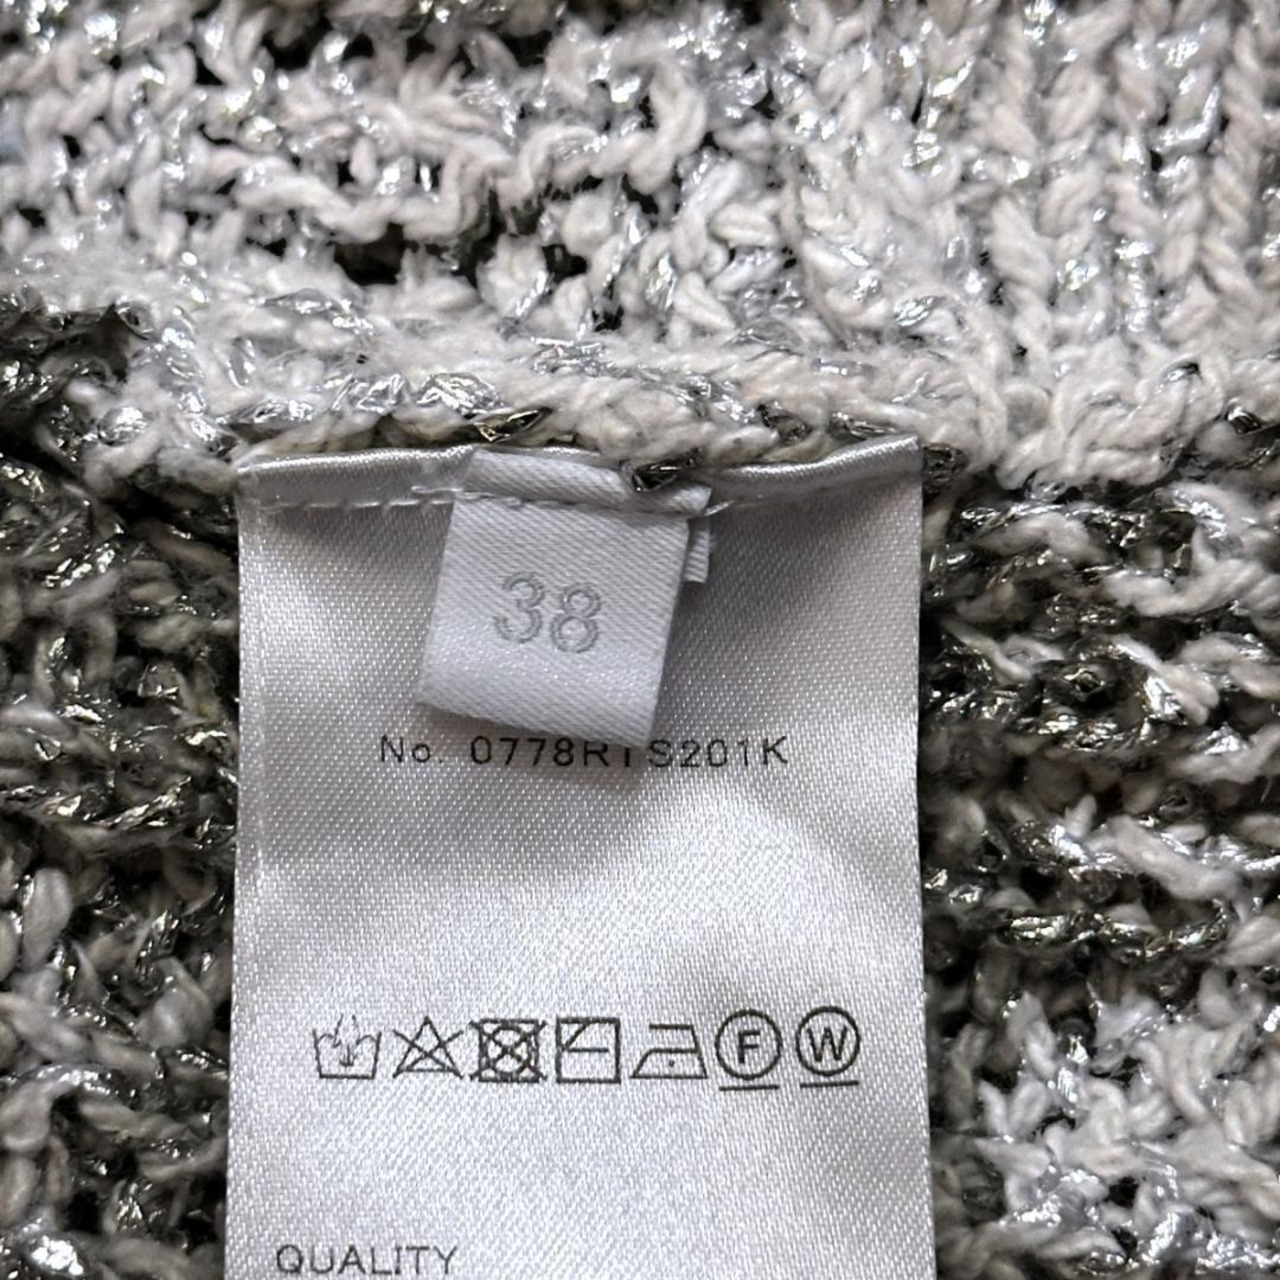 38
No. 0778RTS201K
F W
QUALITY